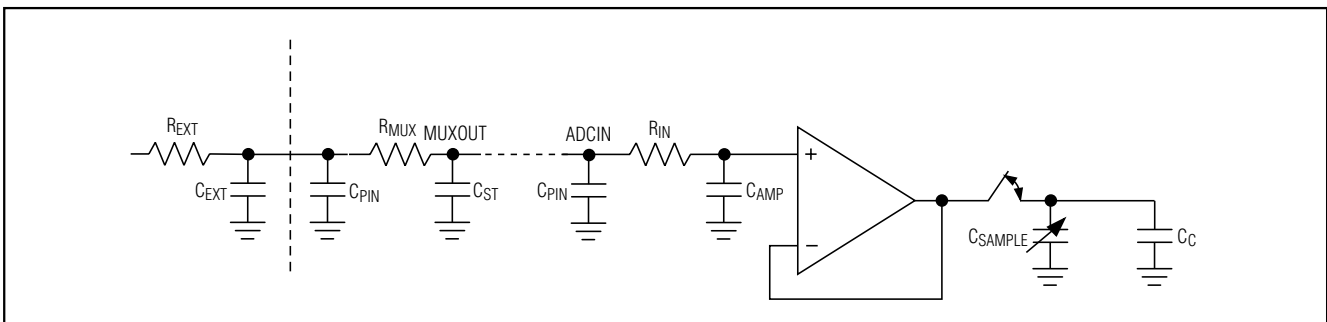 REXT
CEXT
CPIN
RMUX
MUXOUT
CST
ADCIN
CPIN
RIN
CAMP
+
−
CSAMPLE
CC